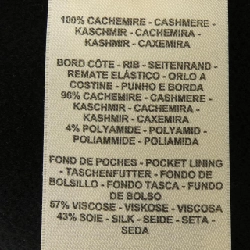 100% CACHEMIRE - CASHMERE -
KASCHMIR - CACHEMIRA -
KASHMIR - CAXEMIRA
BORD CÔTE - RIB - SEITENRAND -
REMATE ELÁSTICO - ORLO A
COSTINE - PUNHO E BORDA
96% CACHEMIRE - CASHMERE -
KASCHMIR - CACHEMIRA -
KASHMIR - CAXEMIRA
4% POLYAMIDE - POLYAMID -
POLIAMMIDE - POLIAMIDA
FOND DE POCHES - POCKET LINING
- TASCHENFUTTER - FONDO DE
BOLSILLO - FONDO TASCA - FUNDO
DE BOLSO
57% VISCOSE - VISKOSE - VISCOSA
43% SOIE - SILK - SEIDE - SETA -
SEDA